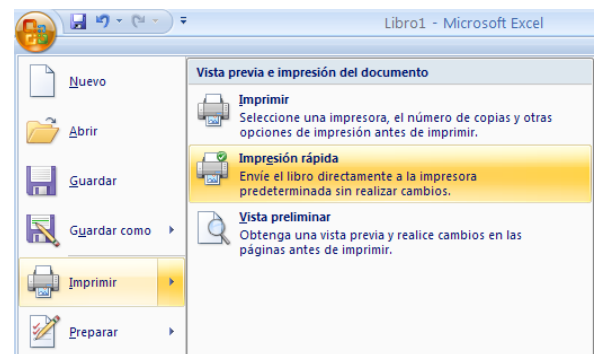 Libro1 - Microsoft Excel
Nuevo
Abrir
Guardar
Guardar como
Imprimir
Preparar
Vista previa e impresión del documento
Imprimir
Seleccione una impresora, el número de copias y otras
opciones de impresión antes de imprimir.
Impresión rápida
Envíe el libro directamente a la impresora
predeterminada sin realizar cambios.
Vista preliminar
Obtenga una vista previa y realice cambios en las
páginas antes de imprimir.